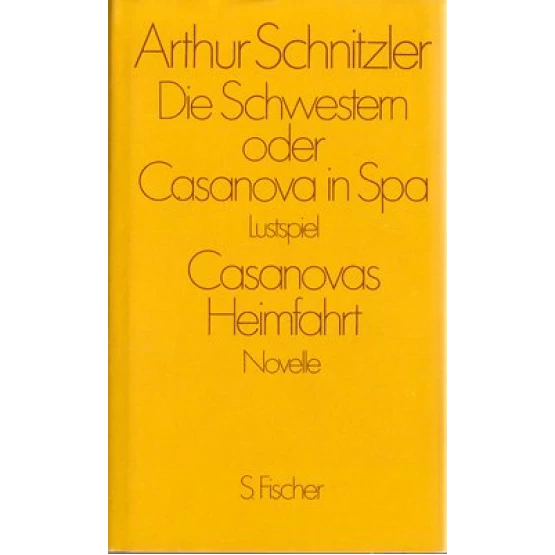 Arthur Schnitzler
Die Schwestern
oder
Casanova in Spa
Lustspiel
Casanovas
Heimfahrt
Novelle
S. Fischer